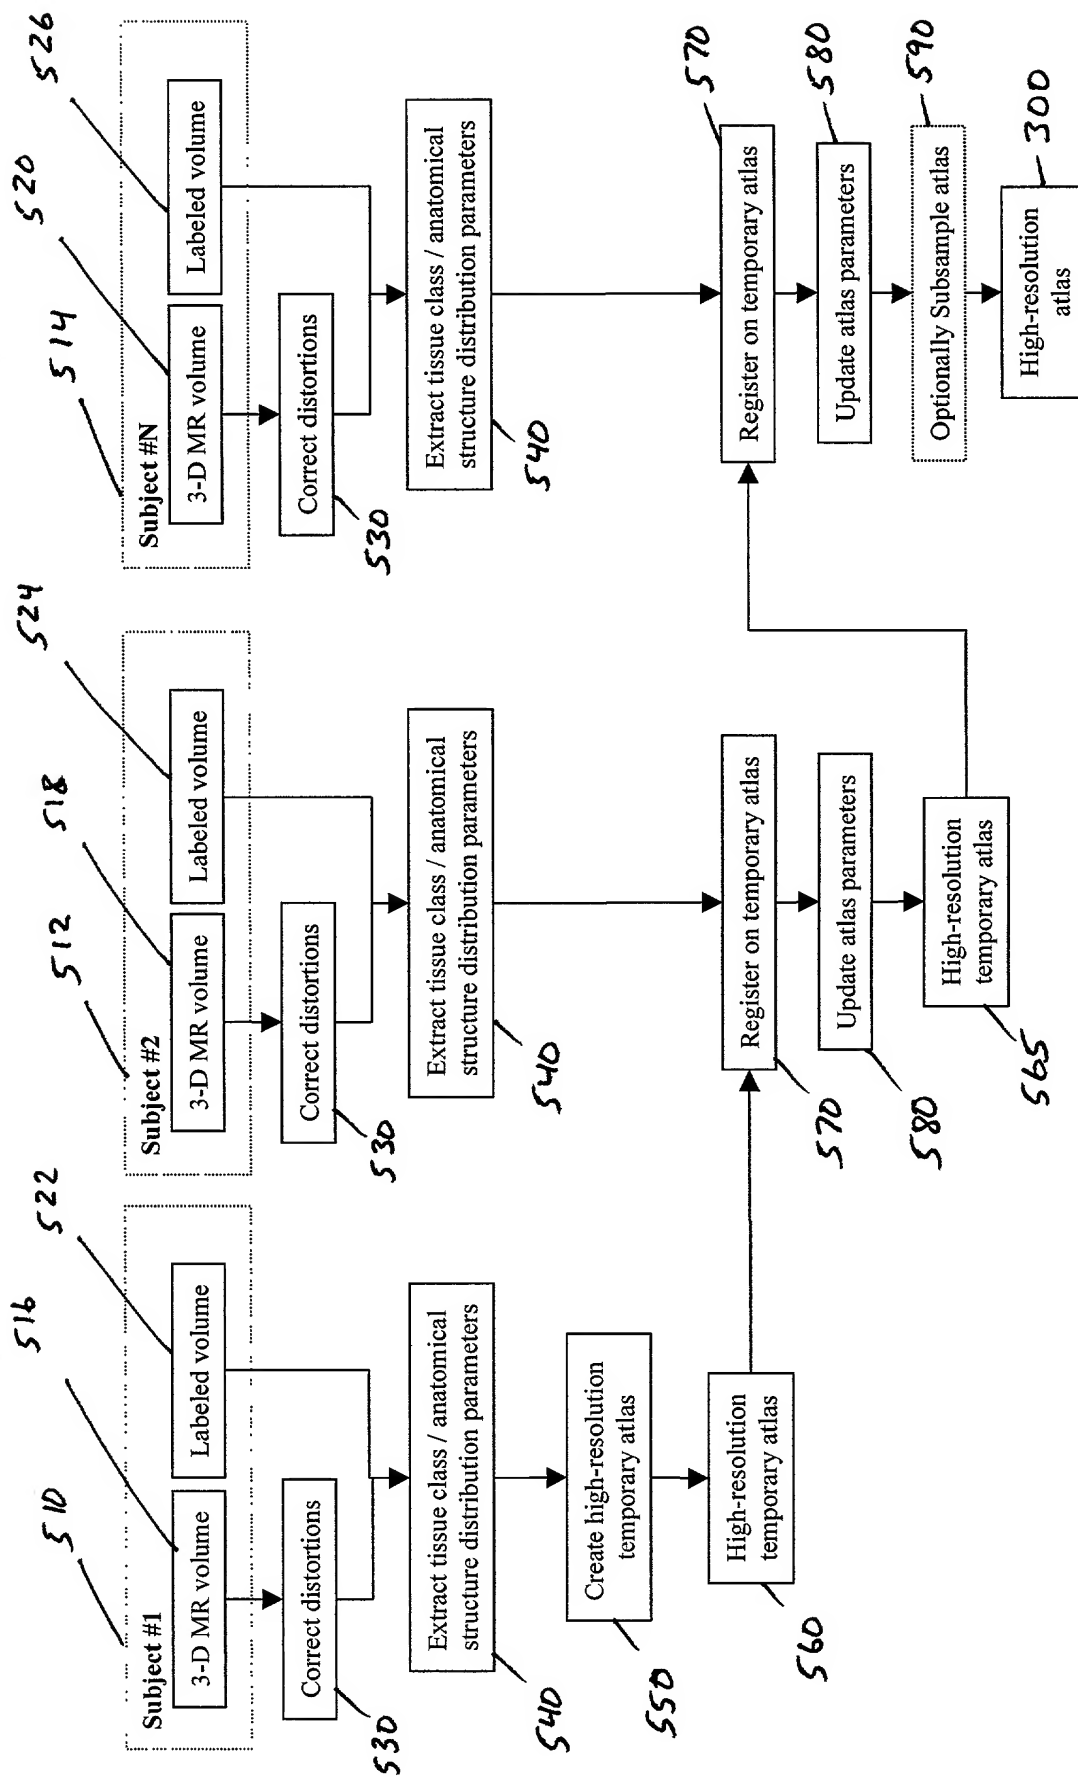 510
516
522
Subject #1
3-D MR volume
Labeled volume
Correct distortions
530
Extract tissue class / anatomical
structure distribution parameters
540
Create high-resolution
temporary atlas
550
High-resolution
temporary atlas
560
512
518
524
Subject #2
3-D MR volume
Labeled volume
Correct distortions
530
Extract tissue class / anatomical
structure distribution parameters
540
Register on temporary atlas
570
Update atlas parameters
580
High-resolution
temporary atlas
565
514
520
526
Subject #N
3-D MR volume
Labeled volume
Correct distortions
530
Extract tissue class / anatomical
structure distribution parameters
540
Register on temporary atlas
570
Update atlas parameters
580
Optionally Subsample atlas
590
High-resolution
atlas
300